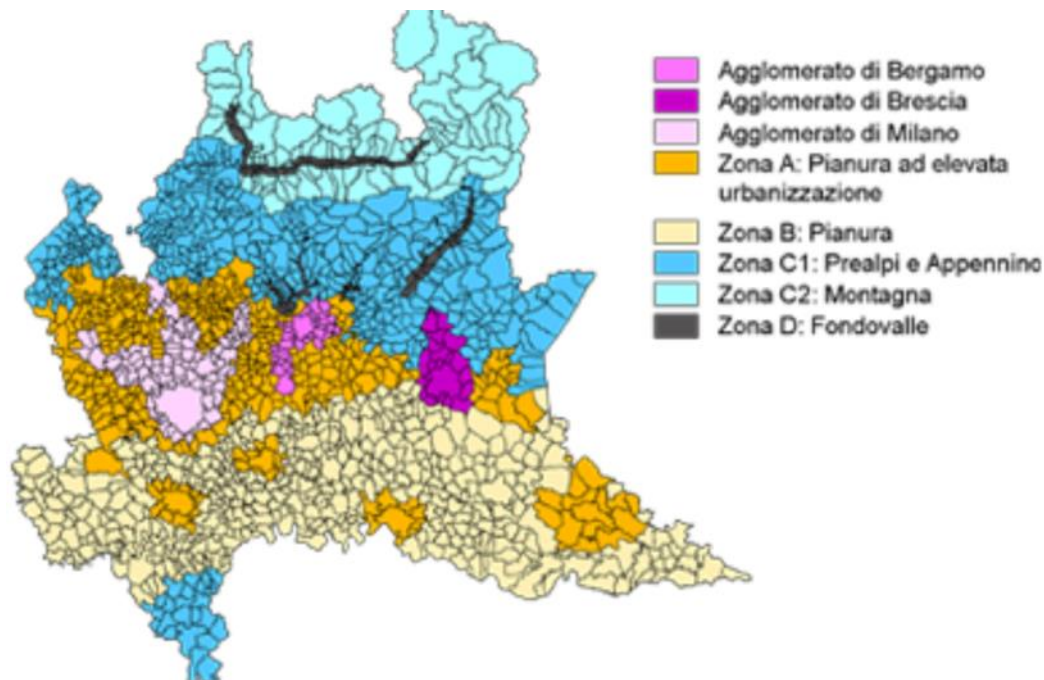 Agglomerato di Bergamo
Agglomerato di Brescia
Agglomerato di Milano
Zona A: Pianura ad elevata
urbanizzazione
Zona B: Pianura
Zona C1: Prealpi e Appennino
Zona C2: Montagna
Zona D: Fondovalle